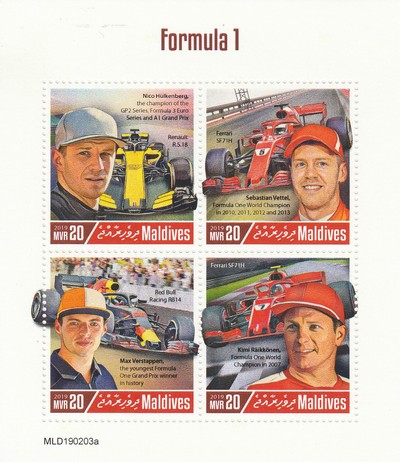 Formula 1
Nico Hülkenberg,
the champion of the
GP2 Series, Formula 3 Euro
Series and A1 Grand Prix
Renault
R.S.18
2019
MVR 20
ދިވެހިރާއްޖެ
Maldives
Ferrari
SF71H
Sebastian Vettel,
Formula One World Champion
in 2010, 2011, 2012 and 2013
2019
MVR 20
ދިވެހިރާއްޖެ
Maldives
Red Bull
Racing RB14
Max Verstappen,
the youngest Formula
One Grand Prix winner
in history
2019
MVR 20
ދިވެހިރާއްޖެ
Maldives
Ferrari SF71H
Kimi Räikkönen,
Formula One World
Champion in 2007
2019
MVR 20
ދިވެހިރާއްޖެ
Maldives
MLD190203a